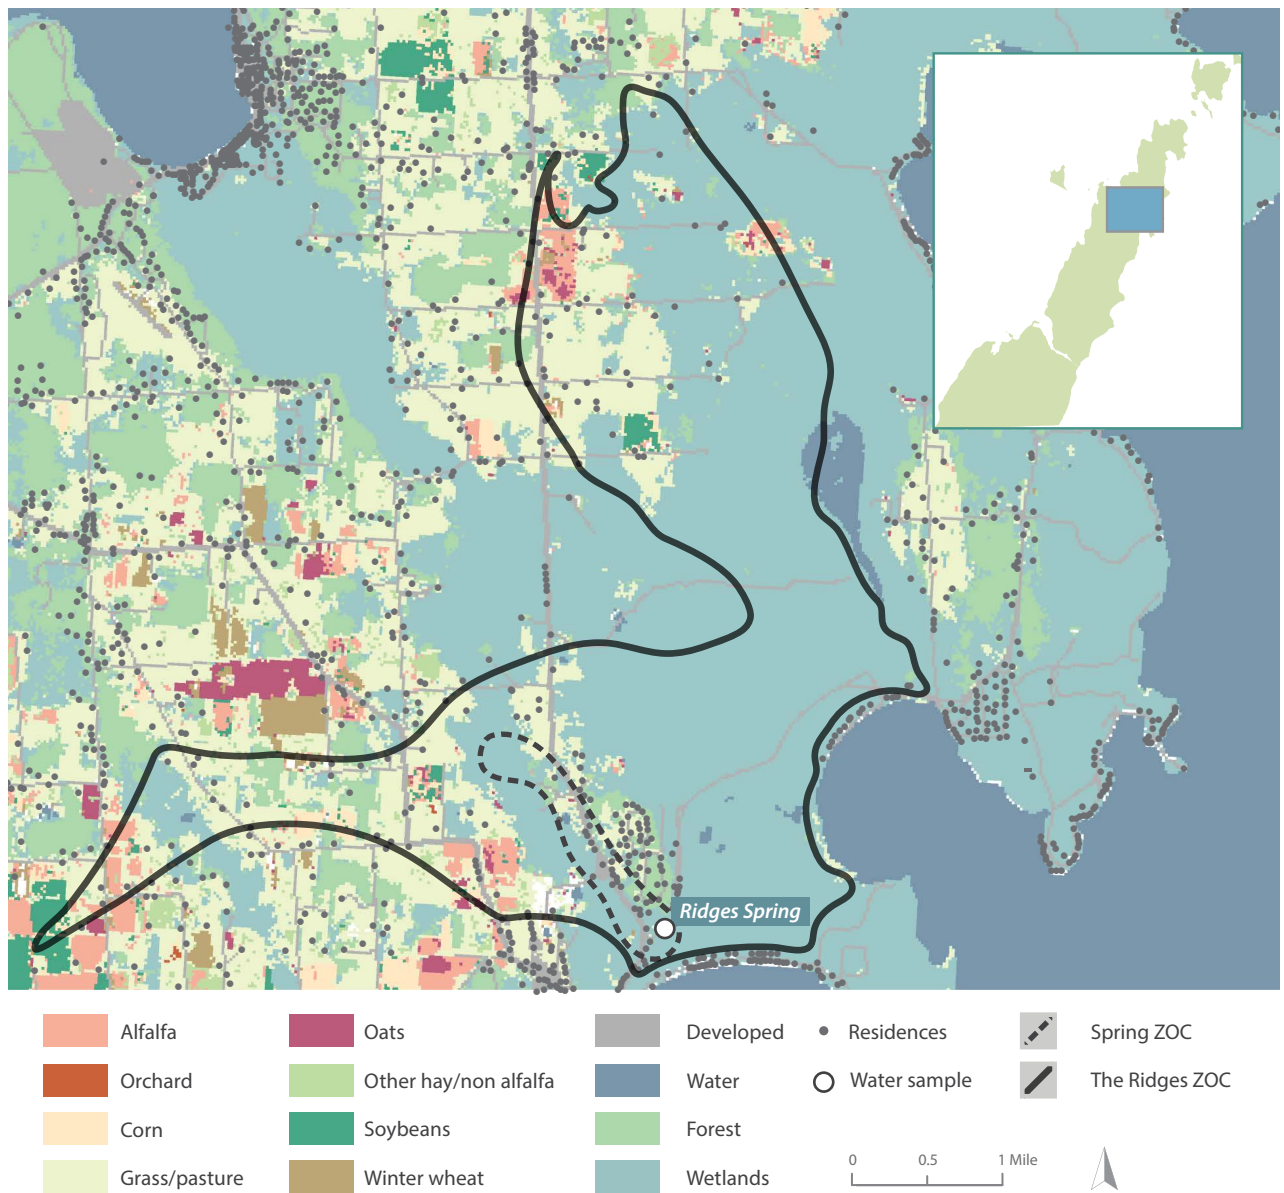 Ridges Spring
Alfalfa
Oats
Developed
Residences
Spring ZOC
Orchard
Other hay/non alfalfa
Water
Water sample
The Ridges ZOC
Corn
Soybeans
Forest
Grass/pasture
Winter wheat
Wetlands
0 0.5 1 Mile